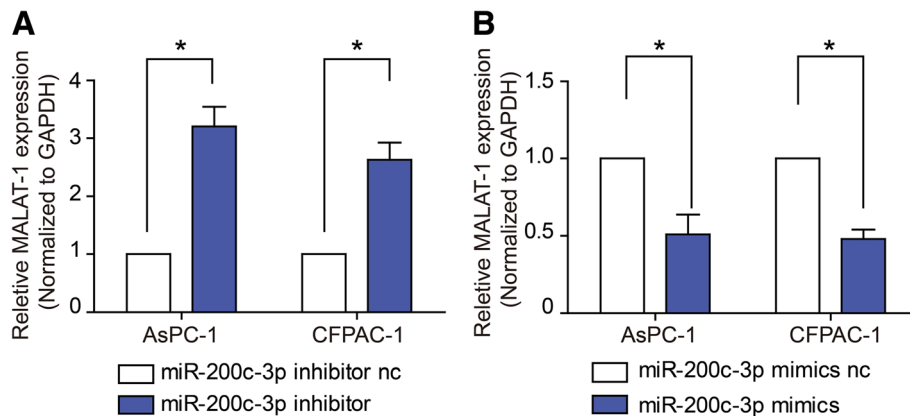 A
Reletive MALAT-1 expression
(Normalized to GAPDH)
4
3
2
1
0
*
*
AsPC-1
CFPAC-1
miR-200c-3p inhibitor nc
miR-200c-3p inhibitor
B
Reletive MALAT-1 expression
(Normalized to GAPDH)
1.5
1.0
0.5
0
*
*
AsPC-1
CFPAC-1
miR-200c-3p mimics nc
miR-200c-3p mimics